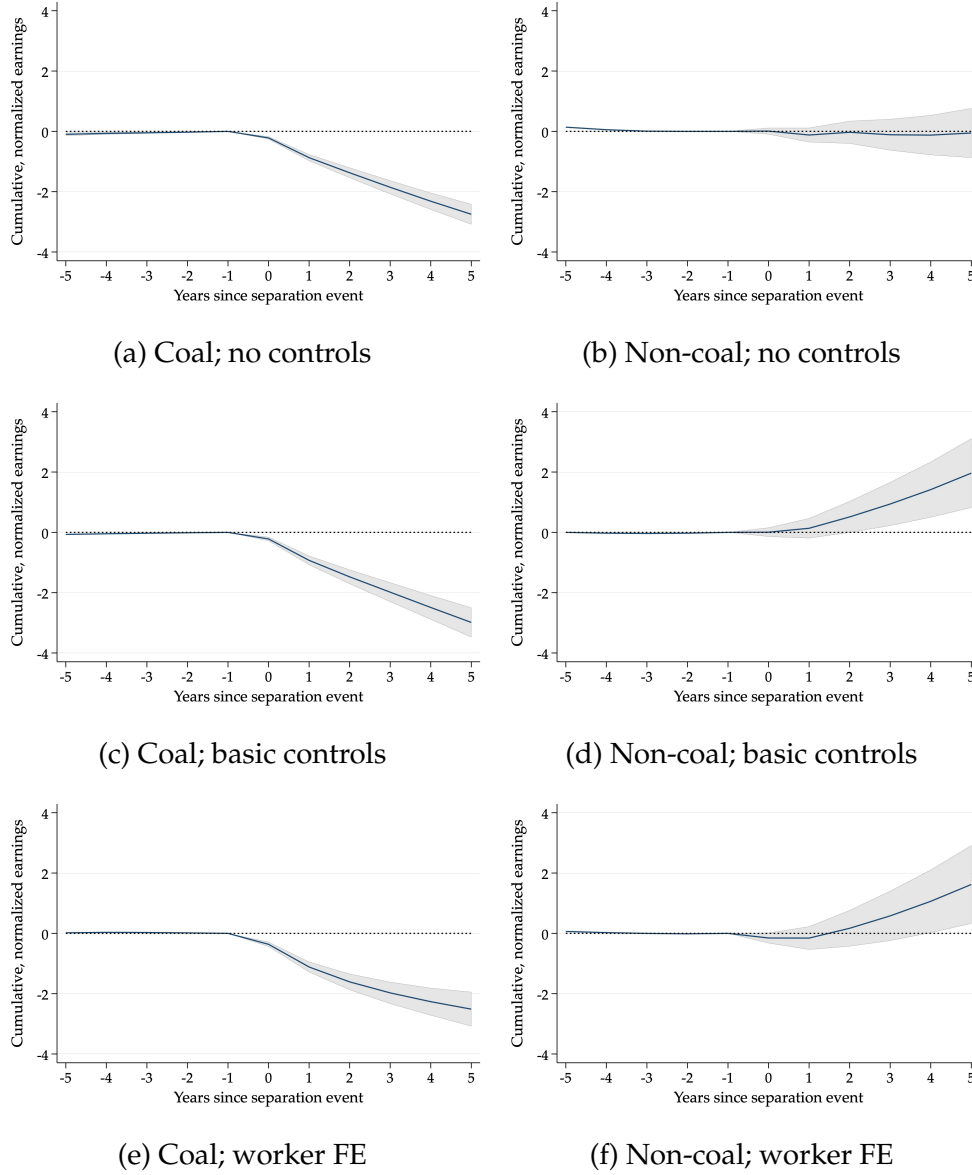 Cumulative, normalized earnings
4
2
0
-2
-4
-5 -4 -3 -2 -1 0 1 2 3 4 5
Years since separation event
(a) Coal; no controls
Cumulative, normalized earnings
4
2
0
-2
-4
-5 -4 -3 -2 -1 0 1 2 3 4 5
Years since separation event
(b) Non-coal; no controls
Cumulative, normalized earnings
4
2
0
-2
-4
-5 -4 -3 -2 -1 0 1 2 3 4 5
Years since separation event
(c) Coal; basic controls
Cumulative, normalized earnings
4
2
0
-2
-4
-5 -4 -3 -2 -1 0 1 2 3 4 5
Years since separation event
(d) Non-coal; basic controls
Cumulative, normalized earnings
4
2
0
-2
-4
-5 -4 -3 -2 -1 0 1 2 3 4 5
Years since separation event
(e) Coal; worker FE
Cumulative, normalized earnings
4
2
0
-2
-4
-5 -4 -3 -2 -1 0 1 2 3 4 5
Years since separation event
(f) Non-coal; worker FE